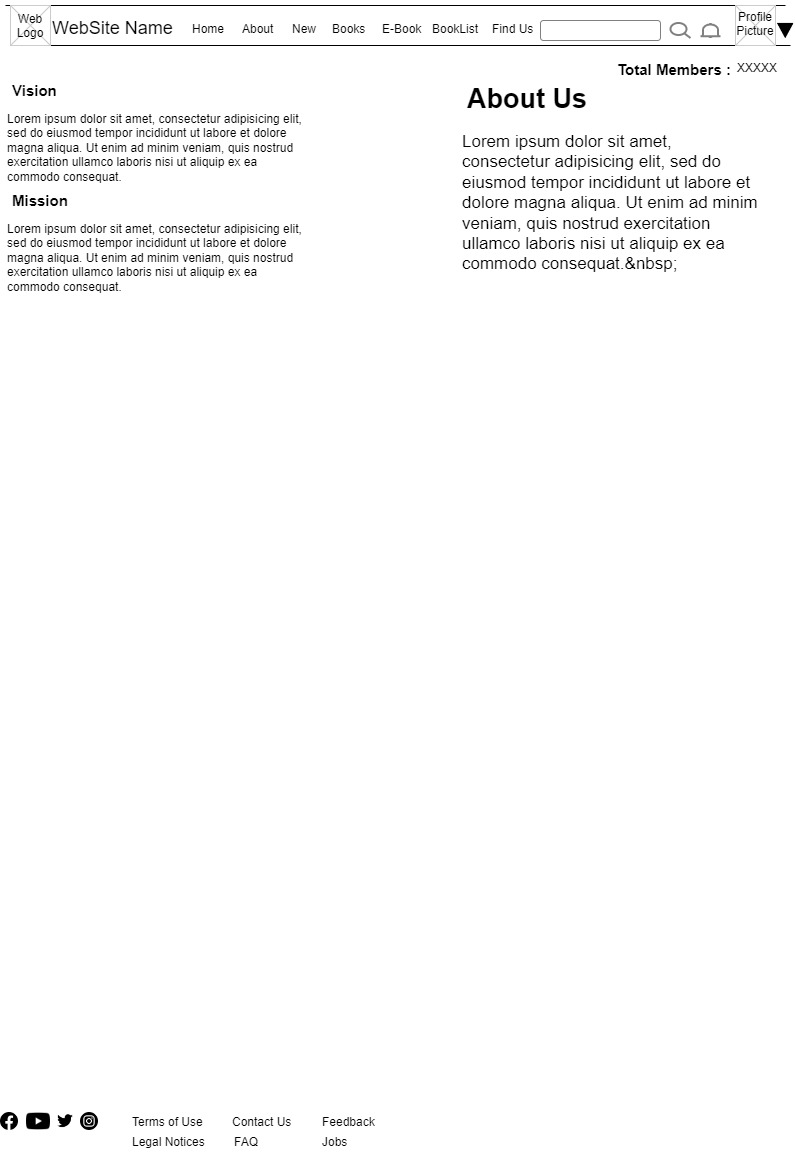 Web
Logo
WebSite Name
Home
About
New
Books
E-Book
BookList
Find Us
Profile
Picture
Total Members : XXXXX
Vision
Lorem ipsum dolor sit amet, consectetur adipisicing elit,
sed do eiusmod tempor incididunt ut labore et dolore
magna aliqua. Ut enim ad minim veniam, quis nostrud
exercitation ullamco laboris nisi ut aliquip ex ea
commodo consequat.
Mission
Lorem ipsum dolor sit amet, consectetur adipisicing elit,
sed do eiusmod tempor incididunt ut labore et dolore
magna aliqua. Ut enim ad minim veniam, quis nostrud
exercitation ullamco laboris nisi ut aliquip ex ea
commodo consequat.
About Us
Lorem ipsum dolor sit amet,
consectetur adipisicing elit, sed do
eiusmod tempor incididunt ut labore et
dolore magna aliqua. Ut enim ad minim
veniam, quis nostrud exercitation
ullamco laboris nisi ut aliquip ex ea
commodo consequat.&nbsp;
Terms of Use
Contact Us
Feedback
Legal Notices
FAQ
Jobs